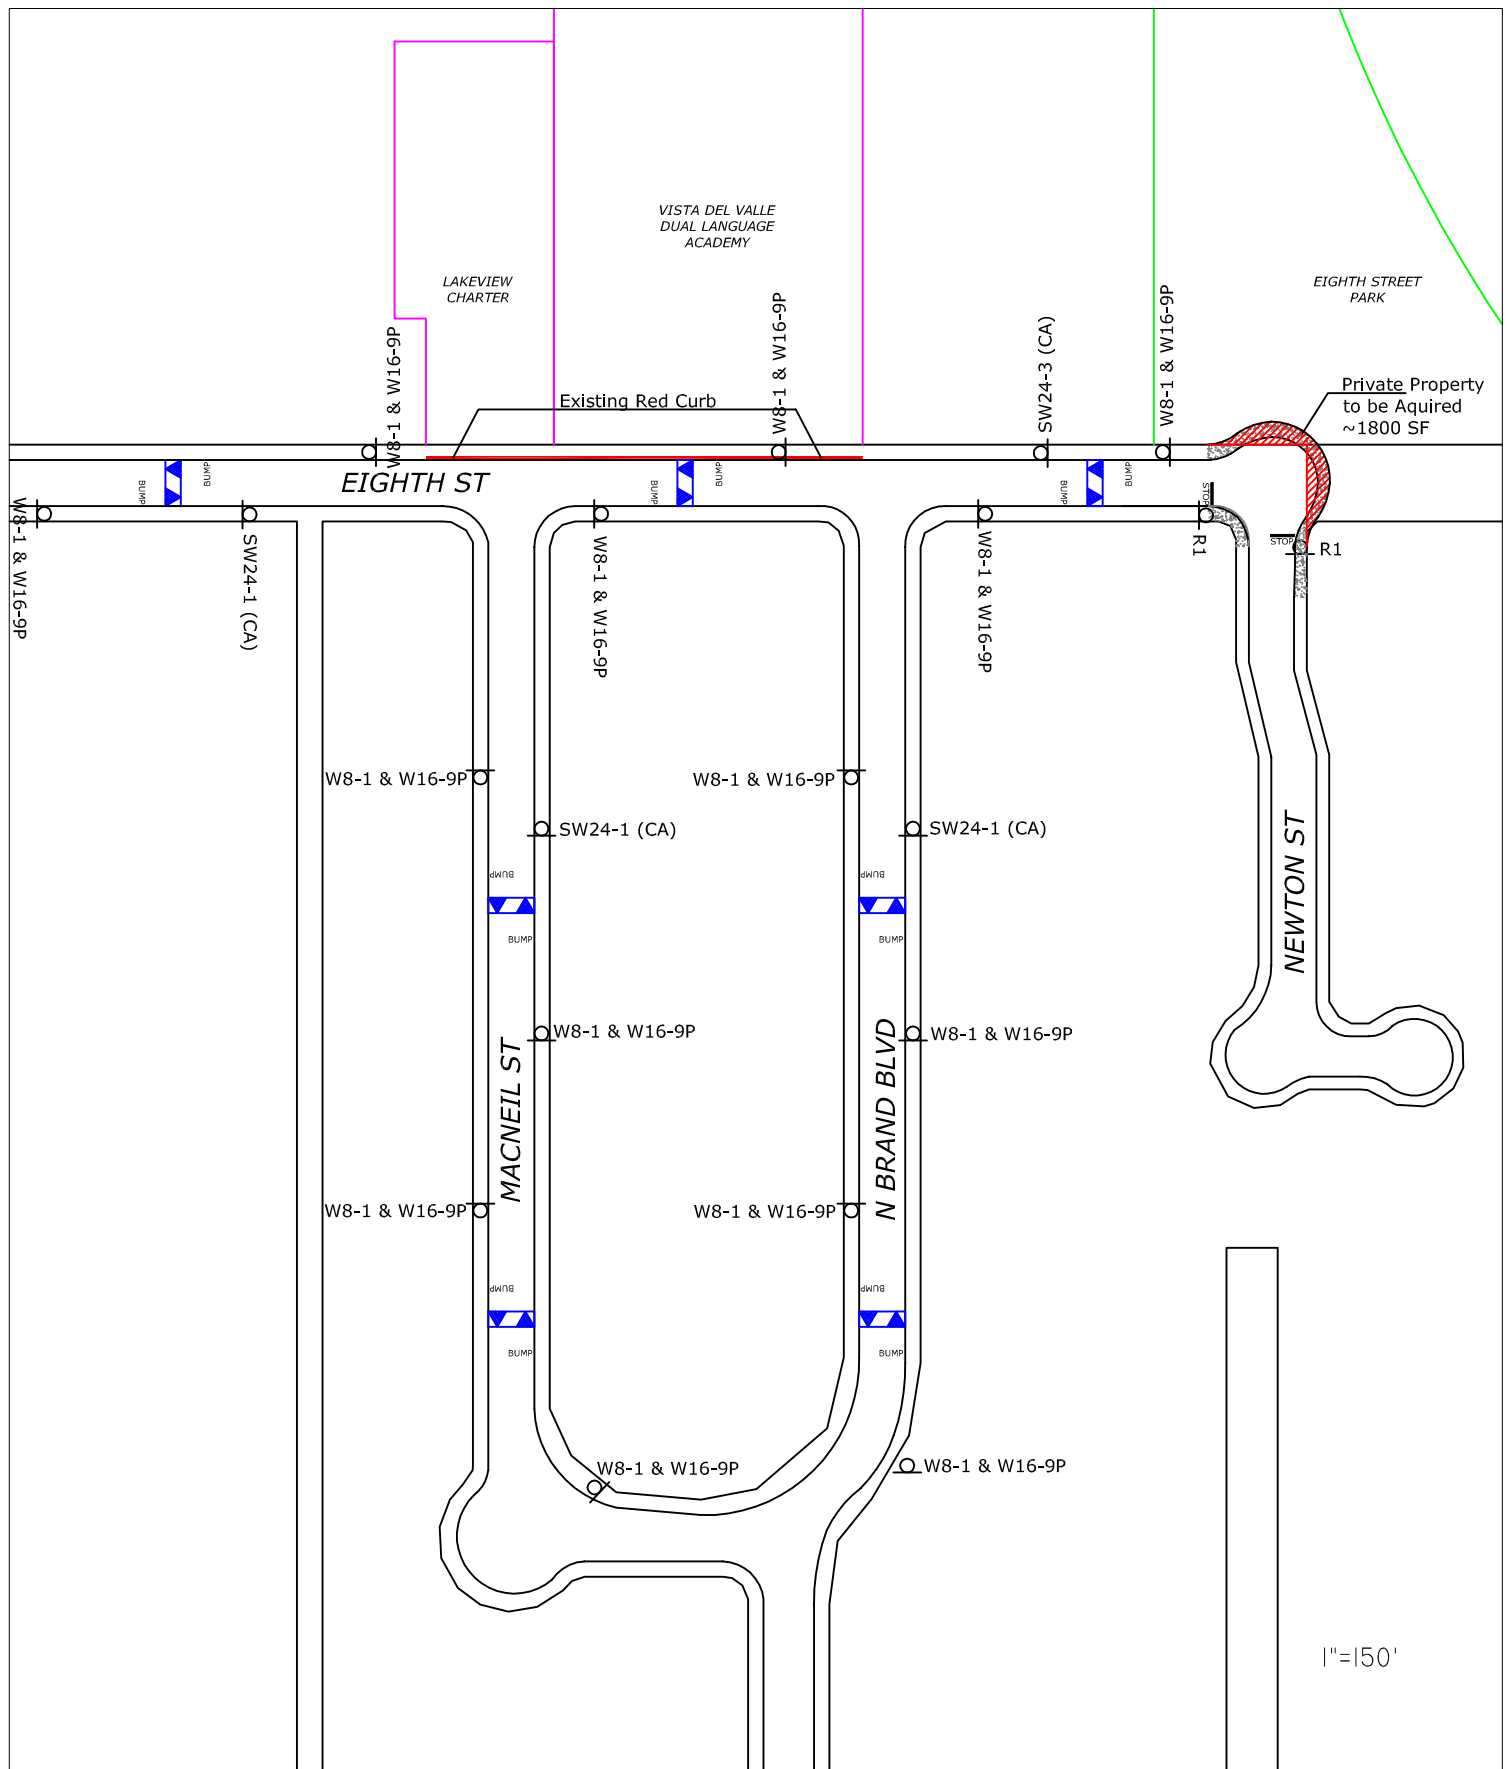 VISTA DEL VALLE
DUAL LANGUAGE
ACADEMY
LAKEVIEW
CHARTER
EIGHTH STREET
PARK
W8-1 & W16-9P
W8-1 & W16-9P
SW24-3 (CA)
W8-1 & W16-9P
Existing Red Curb
Private Property
to be Aquired
~1800 SF
EIGHTH ST
BUMP
BUMP
BUMP
BUMP
BUMP
BUMP
STOP
STOP
R1
R1
W8-1 & W16-9P
SW24-1 (CA)
W8-1 & W16-9P
W8-1 & W16-9P
W8-1 & W16-9P
W8-1 & W16-9P
SW24-1 (CA)
SW24-1 (CA)
BUMP
BUMP
BUMP
BUMP
NEWTON ST
W8-1 & W16-9P
W8-1 & W16-9P
MACNEIL ST
N BRAND BLVD
W8-1 & W16-9P
W8-1 & W16-9P
BUMP
BUMP
BUMP
BUMP
W8-1 & W16-9P
W8-1 & W16-9P
1"=150'